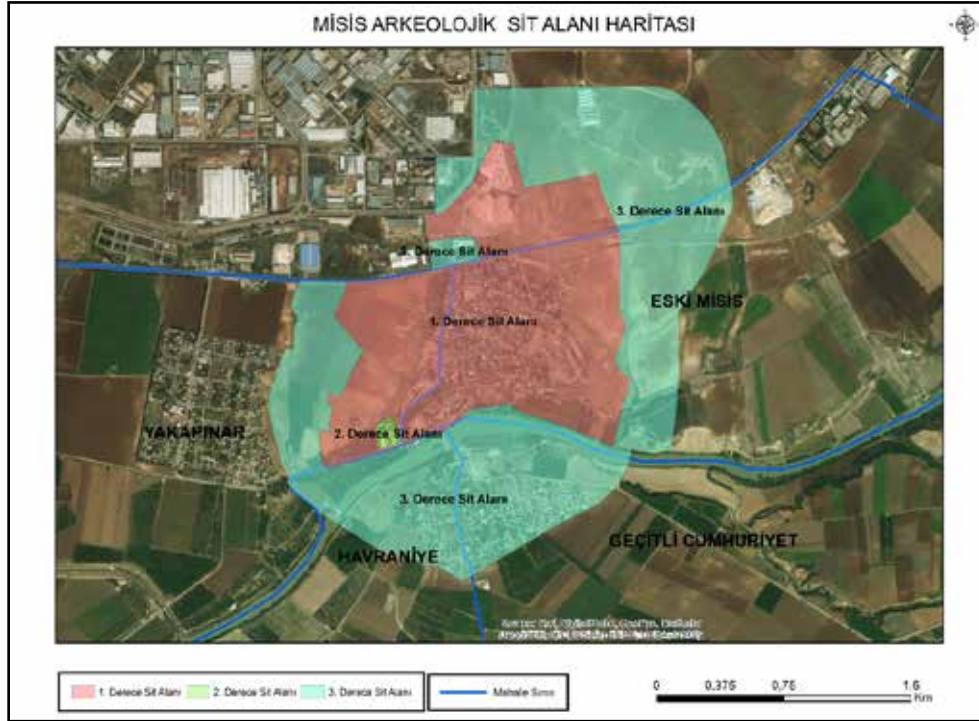 MİSİS ARKEOLOJİK SİT ALANI HARİTASI
3. Derece Sit Alanı
3. Derece Sit Alanı
ESKİ MİSİS
1. Derece Sit Alanı
YAKAPINAR
2. Derece Sit Alanı
3. Derece Sit Alanı
HAVRANİYE
GEÇİTLİ CUMHURİYET
1. Derece Sit Alanı
2. Derece Sit Alanı
3. Derece Sit Alanı
Mahalle Sınırı
0 0,375 0,75 1,5
Km